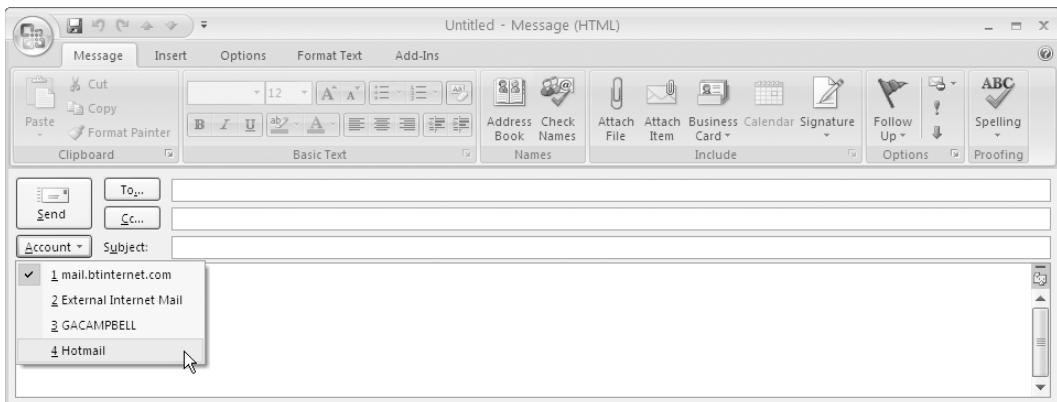 Untitled - Message (HTML)
Message Insert Options Format Text Add-Ins
Cut
Copy
Paste
Format Painter
Clipboard
12 A A Aa
B I U ab A
Basic Text
Address Book
Check Names
Names
Attach File
Attach Item
Business Card
Calendar
Signature
Include
Follow Up
Options
ABC
Spelling
Proofing
Send
To...
Cc...
Account
Subject:
1 mail.btinternet.com
2 External Internet Mail
3 GACAMPBELL
4 Hotmail